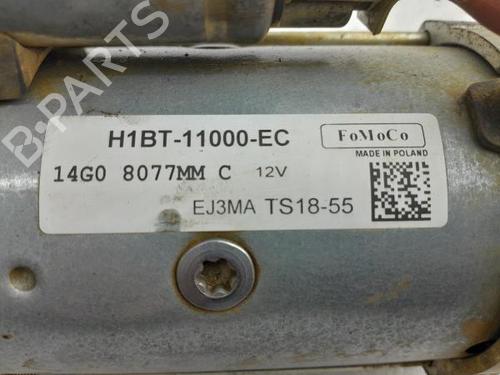 H1BT-11000-EC
FoMoCo
MADE IN POLAND
14G0 8077MM C 12V
EJ3MA TS18-55
B-PARTS